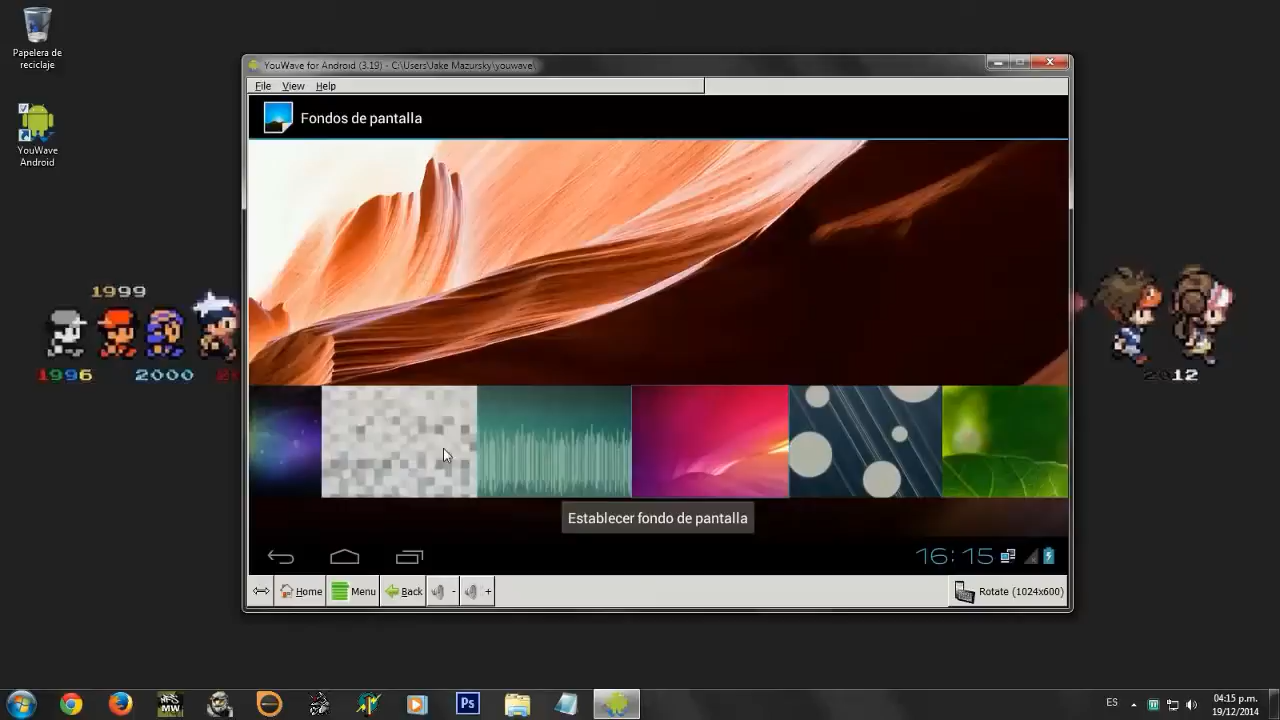 Papelera de
reciclaje
YouWave
Android
YouWave for Android (3.19) - C:\Users\Jake Mazursky\youwave\
File View Help
Fondos de pantalla
1999
1996
2000
2012
Establecer fondo de pantalla
16:15
Home Menu Back - + Rotate (1024x600)
MW
Ps
ES
04:15 p.m.
19/12/2014